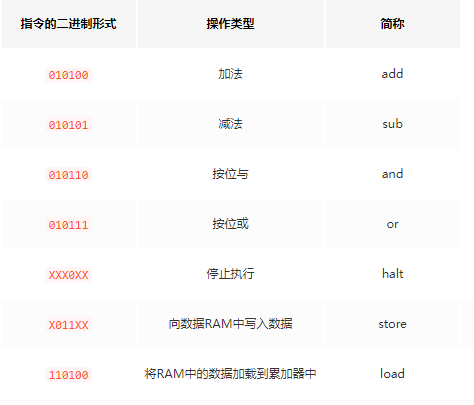 指令的二进制形式 操作类型 简称
010100 加法 add
010101 减法 sub
010110 按位与 and
010111 按位或 or
XXX0XX 停止执行 halt
X011XX 向数据RAM中写入数据 store
110100 将RAM中的数据加载到累加器中 load